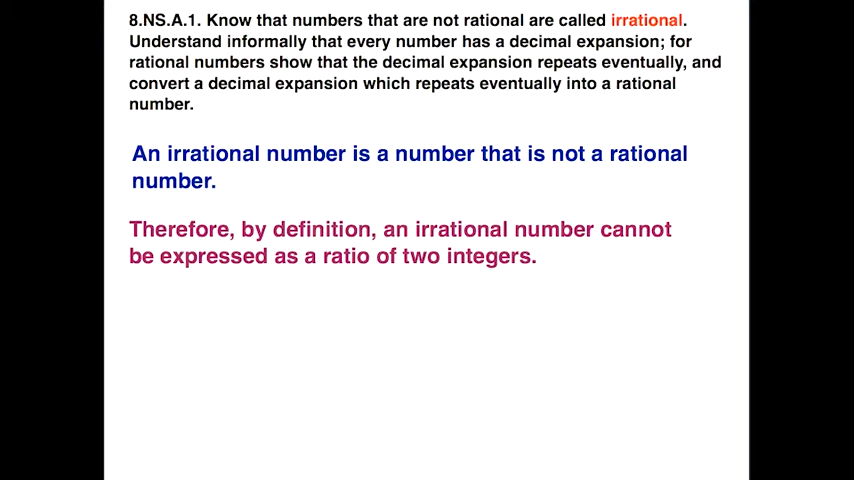 8.NS.A.1. Know that numbers that are not rational are called irrational.
Understand informally that every number has a decimal expansion; for
rational numbers show that the decimal expansion repeats eventually, and
convert a decimal expansion which repeats eventually into a rational
number.
An irrational number is a number that is not a rational
number.
Therefore, by definition, an irrational number cannot
be expressed as a ratio of two integers.